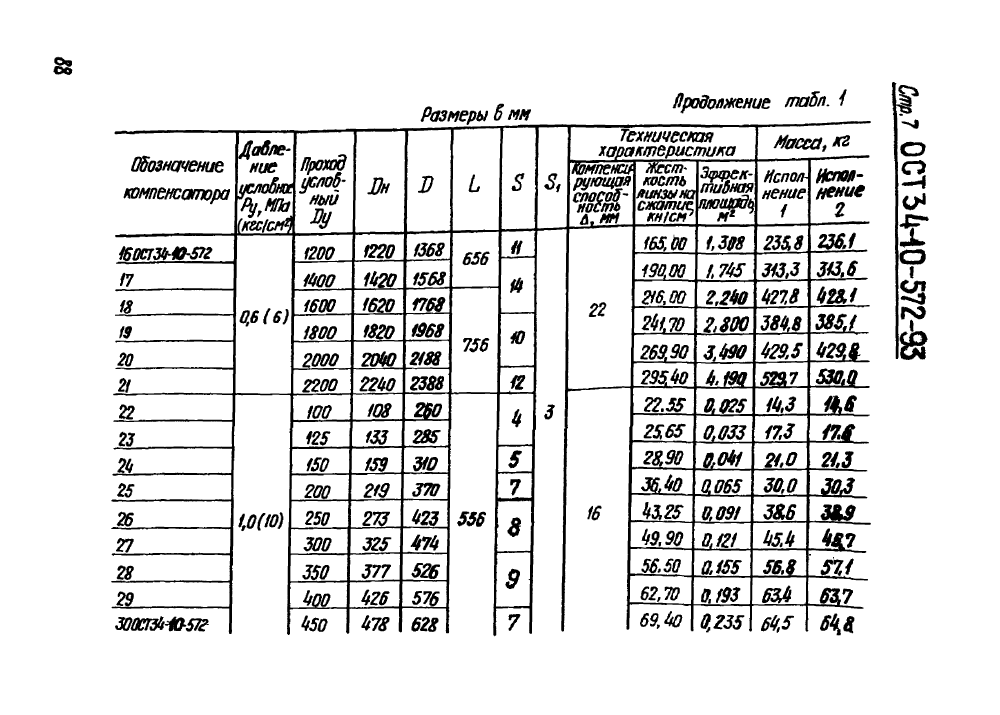 88
Стр. 7 ОСТ 34-10-572-93
Размеры в мм
Продолжение табл. 1
Обозначение компенсатора | Давление условное Ру, МПа (кгс/см²) | Проход условный Dу | Dн | D | L | S | S₁ | Техническая характеристика | Масса, кг
Компенсирующая способность Δ, мм | Жесткость линзы на сжатие, кН/см | Эффективная площадь, м² | Исполнение 1 | Исполнение 2
16 ОСТ34-10-572 | 0,6 (6) | 1200 | 1220 | 1368 | 656 | 11 | 3 | 22 | 165,00 | 1,308 | 235,8 | 236,1
17 | 1400 | 1420 | 1568 | 14 | 190,00 | 1,745 | 313,3 | 313,6
18 | 1600 | 1620 | 1768 | 756 | 216,00 | 2,240 | 427,8 | 428,1
19 | 1800 | 1820 | 1968 | 10 | 241,70 | 2,800 | 384,8 | 385,1
20 | 2000 | 2040 | 2188 | 269,90 | 3,490 | 429,5 | 429,8
21 | 2200 | 2240 | 2388 | 12 | 295,40 | 4,190 | 529,7 | 530,0
22 | 1,0 (10) | 100 | 108 | 260 | 556 | 4 | 16 | 22,55 | 0,025 | 14,3 | 14,6
23 | 125 | 133 | 285 | 25,65 | 0,033 | 17,3 | 17,6
24 | 150 | 159 | 310 | 5 | 28,90 | 0,041 | 21,0 | 21,3
25 | 200 | 219 | 370 | 7 | 36,40 | 0,065 | 30,0 | 30,3
26 | 250 | 273 | 423 | 8 | 43,25 | 0,091 | 38,6 | 38,9
27 | 300 | 325 | 474 | 49,90 | 0,121 | 45,4 | 45,7
28 | 350 | 377 | 526 | 9 | 56,50 | 0,155 | 56,8 | 57,1
29 | 400 | 426 | 576 | 62,70 | 0,193 | 63,4 | 63,7
30 ОСТ34-10-572 | 450 | 478 | 628 | 7 | 69,40 | 0,235 | 64,5 | 64,8